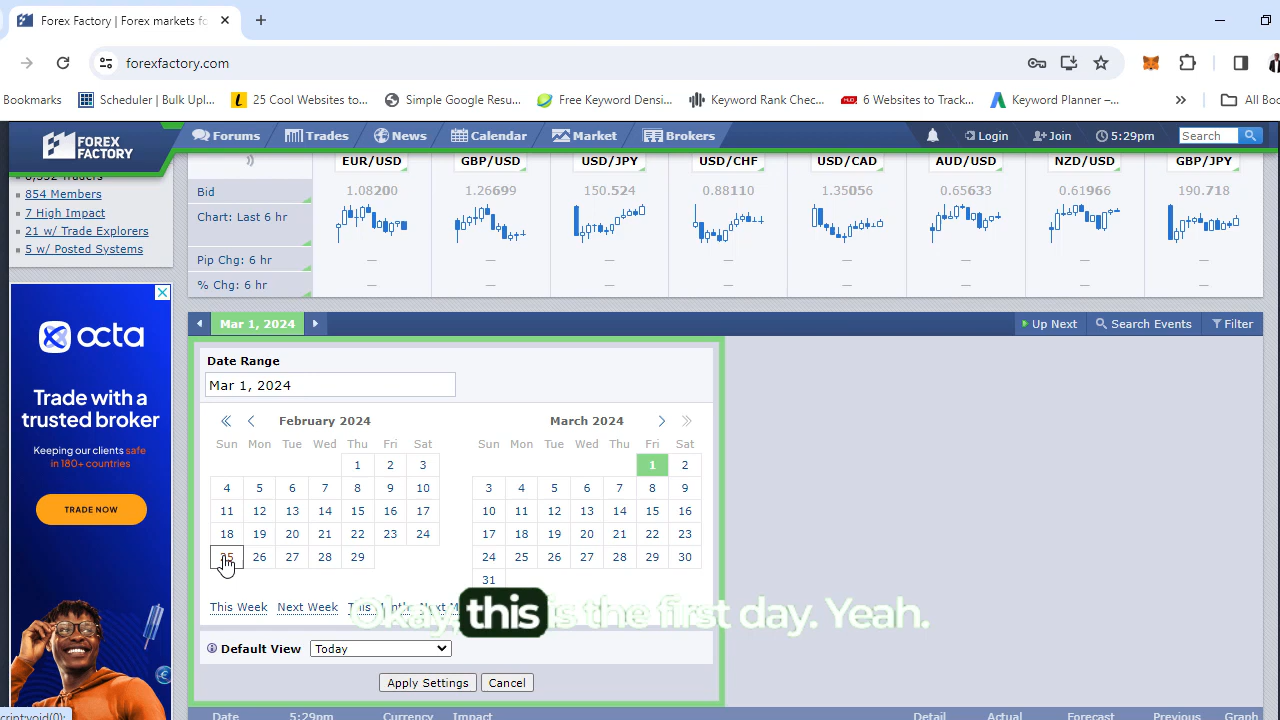 Forex Factory | Forex markets fo
forexfactory.com
Bookmarks
Scheduler | Bulk Upl...
25 Cool Websites to...
Simple Google Resu...
Free Keyword Densi...
Keyword Rank Chec...
6 Websites to Track,...
Keyword Planner –...
All Boo
FOREX FACTORY
Forums
Trades
News
Calendar
Market
Brokers
Login
Join
5:29pm
Search
854 Members
7 High Impact
21 w/ Trade Explorers
5 w/ Posted Systems
EUR/USD GBP/USD USD/JPY USD/CHF USD/CAD AUD/USD NZD/USD GBP/JPY
Bid 1.08200 1.26699 150.524 0.88110 1.35056 0.65633 0.61966 190.718
Chart: Last 6 hr
Pip Chg: 6 hr — — — — — — — —
% Chg: 6 hr — — — — — — — —
octa
Trade with a
trusted broker
Keeping our clients safe
in 180+ countries
TRADE NOW
Mar 1, 2024
Up Next
Search Events
Filter
Date Range
Mar 1, 2024
February 2024
Sun Mon Tue Wed Thu Fri Sat
1 2 3
4 5 6 7 8 9 10
11 12 13 14 15 16 17
18 19 20 21 22 23 24
25 26 27 28 29
March 2024
Sun Mon Tue Wed Thu Fri Sat
1 2
3 4 5 6 7 8 9
10 11 12 13 14 15 16
17 18 19 20 21 22 23
24 25 26 27 28 29 30
31
This Week Next Week
Okay, this is the first day. Yeah.
Default View Today
Apply Settings Cancel
Date 5:29pm Currency Impact Detail Actual Forecast Previous Graph